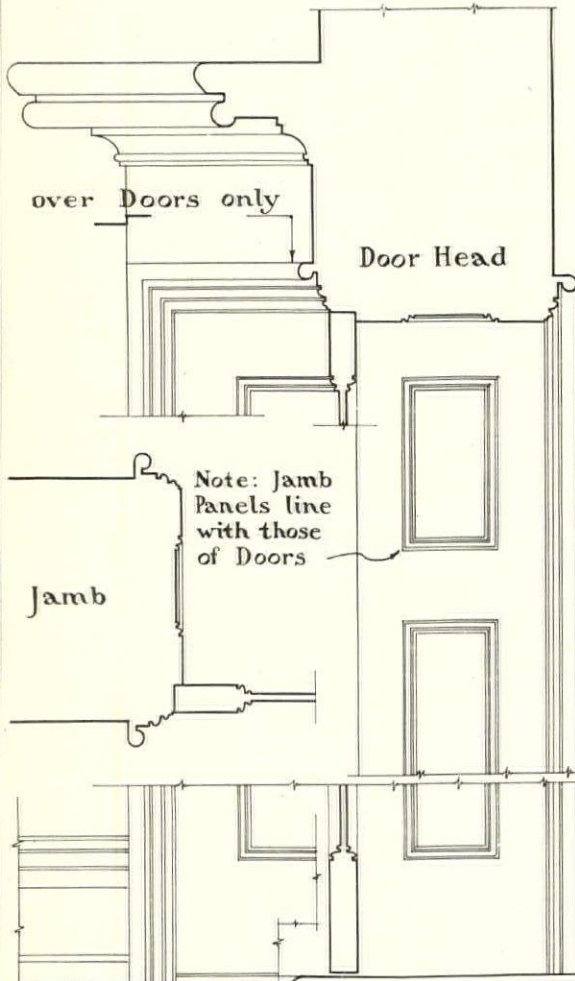 over Doors only
Door Head
Note: Jamb
Panels line
with those
of Doors
Jamb